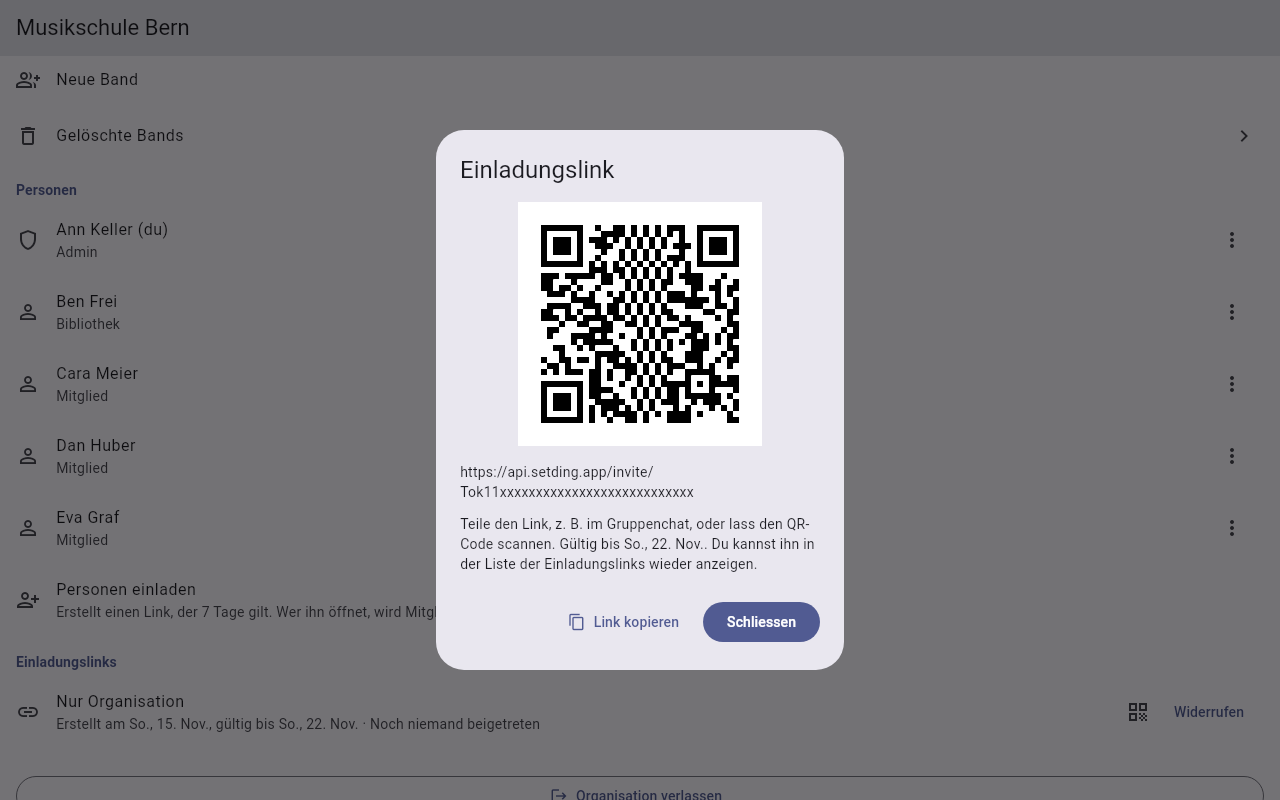 Musikschule Bern
Neue Band
Gelöschte Bands
Personen
Ann Keller (du)
Admin
Ben Frei
Bibliothek
Cara Meier
Mitglied
Dan Huber
Mitglied
Eva Graf
Mitglied
Personen einladen
Erstellt einen Link, der 7 Tage gilt. Wer ihn öffnet, wird
Einladungslinks
Nur Organisation
Erstellt am So., 15. Nov., gültig bis So., 22. Nov. · Noch niemand beigetreten
Widerrufen
Organisation verlassen
Einladungslink
https://api.setding.app/invite/
Tok11xxxxxxxxxxxxxxxxxxxxxxxxxxx
Teile den Link, z. B. im Gruppenchat, oder lass den QR-
Code scannen. Gültig bis So., 22. Nov.. Du kannst ihn in
der Liste der Einladungslinks wieder anzeigen.
Link kopieren
Schliessen